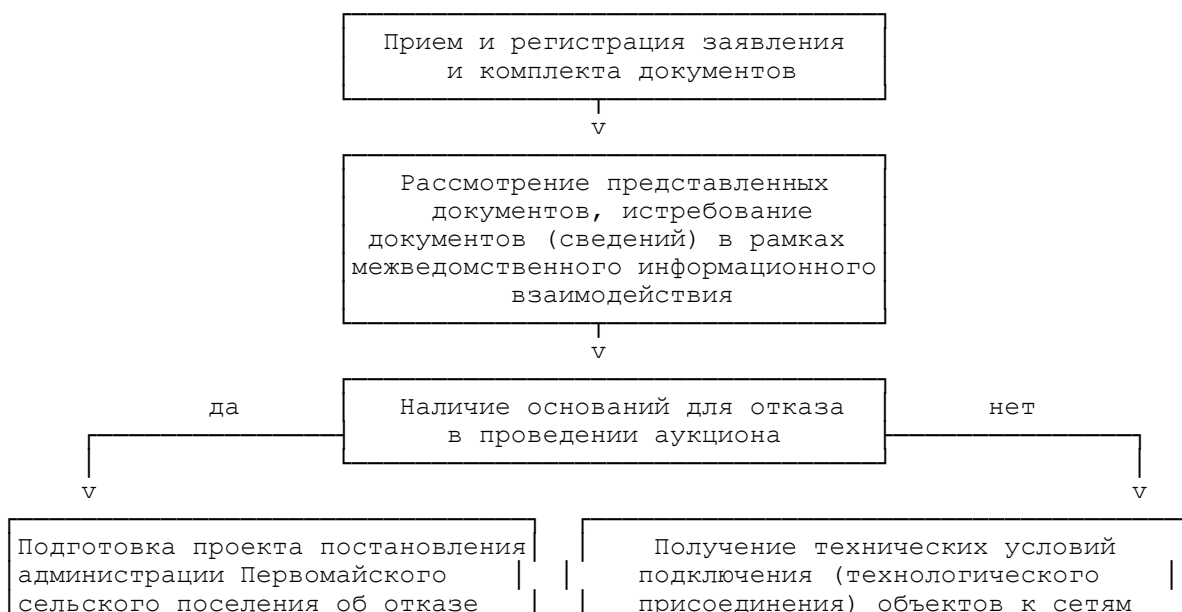 Прием и регистрация заявления
и комплекта документов
v
Рассмотрение представленных
документов, истребование
документов (сведений) в рамках
межведомственного информационного
взаимодействия
v
да
Наличие оснований для отказа
в проведении аукциона
нет
v
v
Подготовка проекта постановления
администрации Первомайского
сельского поселения об отказе
Получение технических условий
подключения (технологического
присоединения) объектов к сетям